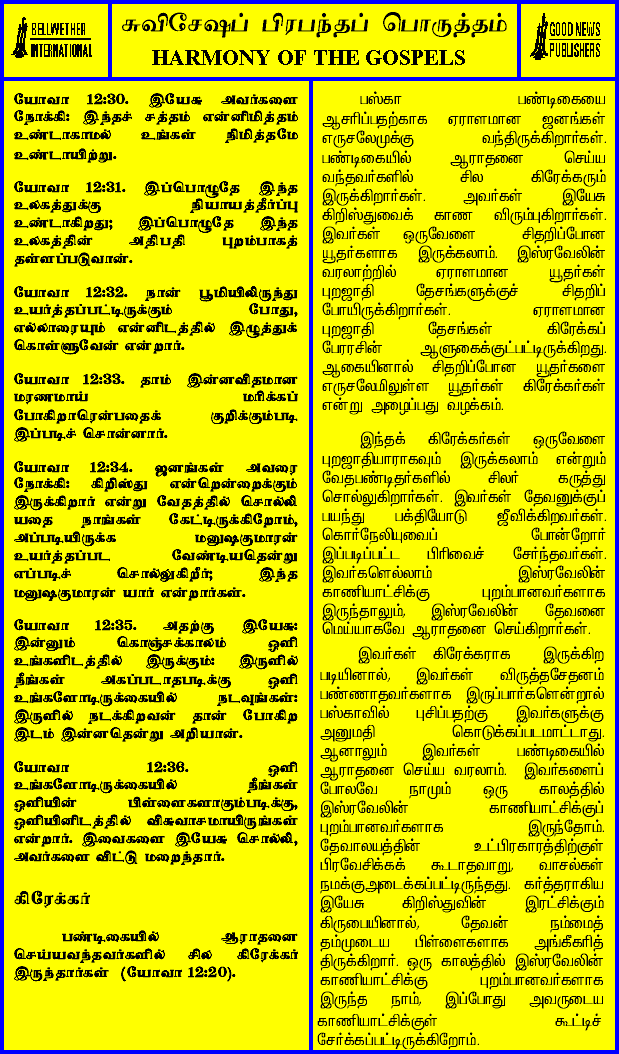 BELLWETHER
INTERNATIONAL
சுவிசேஷப் பிரபந்தப் பொருத்தம்
HARMONY OF THE GOSPELS
GOOD NEWS
PUBLISHERS
யோவா 12:30. இயேசு அவர்களை
நோக்கி: இந்தச் சத்தம் என்னிமித்தம்
உண்டாகாமல் உங்கள் நிமித்தமே
உண்டாயிற்று.
யோவா 12:31. இப்பொழுதே இந்த
உலகத்துக்கு நியாயத்தீர்ப்பு
உண்டாகிறது; இப்பொழுதே இந்த
உலகத்தின் அதிபதி புறம்பாகத்
தள்ளப்படுவான்.
யோவா 12:32. நான் பூமியிலிருந்து
உயர்த்தப்பட்டிருக்கும் போது,
எல்லாரையும் என்னிடத்தில் இழுத்துக்
கொள்ளுவேன் என்றார்.
யோவா 12:33. தாம் இன்னவிதமான
மரணமாய் மரிக்கப்
போகிறாரென்பதைக் குறிக்கும்படி
இப்படிச் சொன்னார்.
யோவா 12:34. ஜனங்கள் அவரை
நோக்கி: கிறிஸ்து என்றென்றைக்கும்
இருக்கிறார் என்று வேதத்தில் சொல்லி
யதை நாங்கள் கேட்டிருக்கிறோம்,
அப்படியிருக்க மனுஷகுமாரன்
உயர்த்தப்பட வேண்டியதென்று
எப்படிச் சொல்லுகிறீர்; இந்த
மனுஷகுமாரன் யார் என்றார்கள்.
யோவா 12:35. அதற்கு இயேசு:
இன்னும் கொஞ்சக்காலம் ஒளி
உங்களிடத்தில் இருக்கும்: இருளில்
நீங்கள் அகப்படாதபடிக்கு ஒளி
உங்களோடிருக்கையில் நடவுங்கள்:
இருளில் நடக்கிறவன் தான் போகிற
இடம் இன்னதென்று அறியான்.
யோவா 12:36. ஒளி
உங்களோடிருக்கையில் நீங்கள்
ஒளியின் பிள்ளைகளாகும்படிக்கு,
ஒளியினிடத்தில் விசுவாசமாயிருங்கள்
என்றார். இவைகளை இயேசு சொல்லி,
அவர்களை விட்டு மறைந்தார்.
கிரேக்கர்
பண்டிகையில் ஆராதனை
செய்யவந்தவர்களில் சில கிரேக்கர்
இருந்தார்கள் (யோவா 12:20).
பஸ்கா பண்டிகையை
ஆசரிப்பதற்காக ஏராளமான ஜனங்கள்
எருசலேமுக்கு வந்திருக்கிறார்கள்.
பண்டிகையில் ஆராதனை செய்ய
வந்தவர்களில் சில கிரேக்கரும்
இருக்கிறார்கள். அவர்கள் இயேசு
கிறிஸ்துவைக் காண விரும்புகிறார்கள்.
இவர்கள் ஒருவேளை சிதறிப்போன
யூதர்களாக இருக்கலாம். இஸ்ரவேலின்
வரலாற்றில் ஏராளமான யூதர்கள்
புறஜாதி தேசங்களுக்குச் சிதறிப்
போயிருக்கிறார்கள். ஏராளமான
புறஜாதி தேசங்கள் கிரேக்கப்
பேரரசின் ஆளுகைக்குட்பட்டிருக்கிறது.
ஆகையினால் சிதறிப்போன யூதர்களை
எருசலேமிலுள்ள யூதர்கள் கிரேக்கர்கள்
என்று அழைப்பது வழக்கம்.
இந்தக் கிரேக்கர்கள் ஒருவேளை
புறஜாதியாராகவும் இருக்கலாம் என்றும்
வேதபண்டிதர்களில் சிலர் கருத்து
சொல்லுகிறார்கள். இவர்கள் தேவனுக்குப்
பயந்து பக்தியோடு ஜீவிக்கிறவர்கள்.
கொர்நேலியுவைப் போன்றோர்
இப்படிப்பட்ட பிரிவைச் சேர்ந்தவர்கள்.
இவர்களெல்லாம் இஸ்ரவேலின்
காணியாட்சிக்கு புறம்பானவர்களாக
இருந்தாலும், இஸ்ரவேலின் தேவனை
மெய்யாகவே ஆராதனை செய்கிறார்கள்.
இவர்கள் கிரேக்கராக இருக்கிற
படியினால், இவர்கள் விருத்தசேதனம்
பண்ணாதவர்களாக இருப்பார்களென்றால்
பஸ்காவில் புசிப்பதற்கு இவர்களுக்கு
அனுமதி கொடுக்கப்படமாட்டாது.
ஆனாலும் இவர்கள் பண்டிகையில்
ஆராதனை செய்ய வரலாம். இவர்களைப்
போலவே நாமும் ஒரு காலத்தில்
இஸ்ரவேலின் காணியாட்சிக்குப்
புறம்பானவர்களாக இருந்தோம்.
தேவாலயத்தின் உட்பிரகாரத்திற்குள்
பிரவேசிக்கக் கூடாதவாறு, வாசல்கள்
நமக்குஅடைக்கப்பட்டிருந்தது. கர்த்தராகிய
இயேசு கிறிஸ்துவின் இரட்சிக்கும்
கிருபையினால், தேவன் நம்மைத்
தம்முடைய பிள்ளைகளாக அங்கீகரித்
திருக்கிறார். ஒரு காலத்தில் இஸ்ரவேலின்
காணியாட்சிக்கு புறம்பானவர்களாக
இருந்த நாம், இப்போது அவருடைய
காணியாட்சிக்குள் கூட்டிச்
சேர்க்கப்பட்டிருக்கிறோம்.